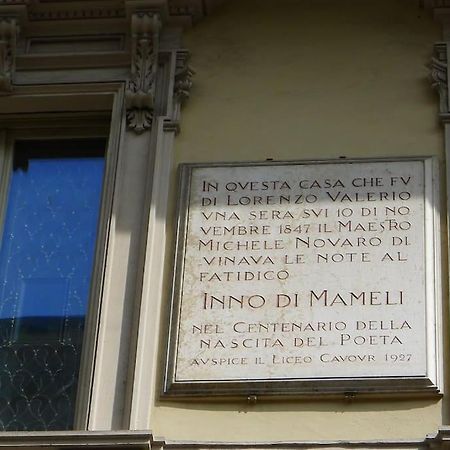 IN QVESTA CASA CHE FV
DI LORENZO VALERIO
VNA SERA SVI 10 DI NO
VEMBRE 1847 IL MAESTRO
MICHELE NOVARO DI
VINAVA LE NOTE AL
FATIDICO
INNO DI MAMELI
NEL CENTENARIO DELLA
NASCITA DEL POETA
AVSPICE IL LICEO CAVOVR 1927